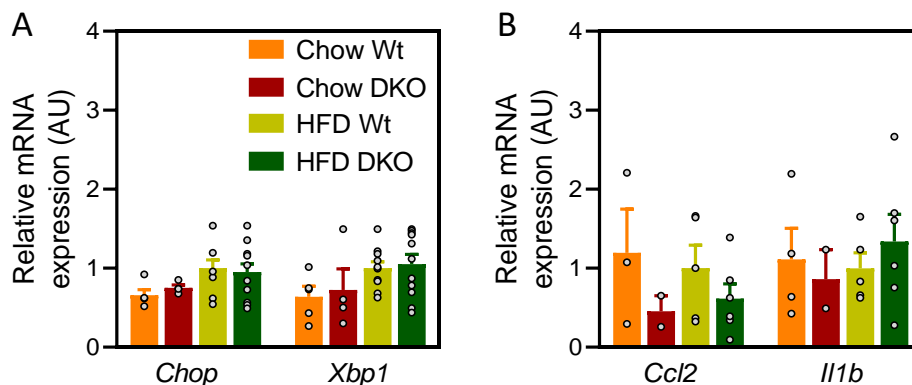 A
Relative mRNA
expression (AU)
4
3
2
1
0
Chow Wt
Chow DKO
HFD Wt
HFD DKO
Chop Xbp1
B
Relative mRNA
expression (AU)
4
3
2
1
0
Ccl2 Il1b